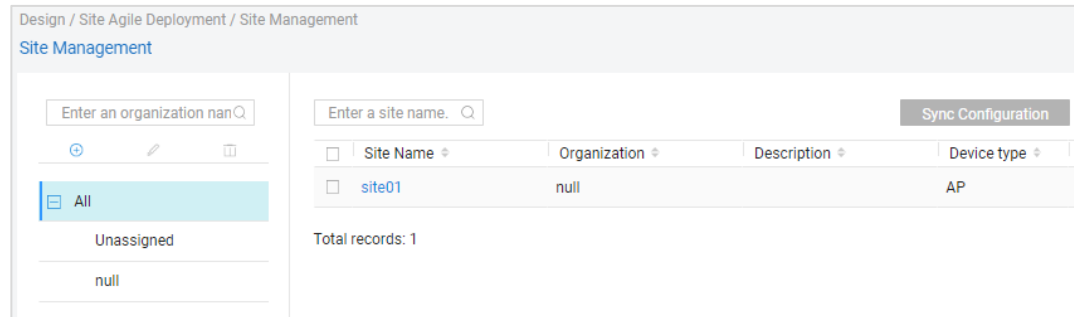 Design / Site Agile Deployment / Site Management
Site Management
Enter an organization nan
Enter a site name.
Sync Configuration
Site Name Organization Description Device type
site01 null AP
All
Unassigned
null
Total records: 1